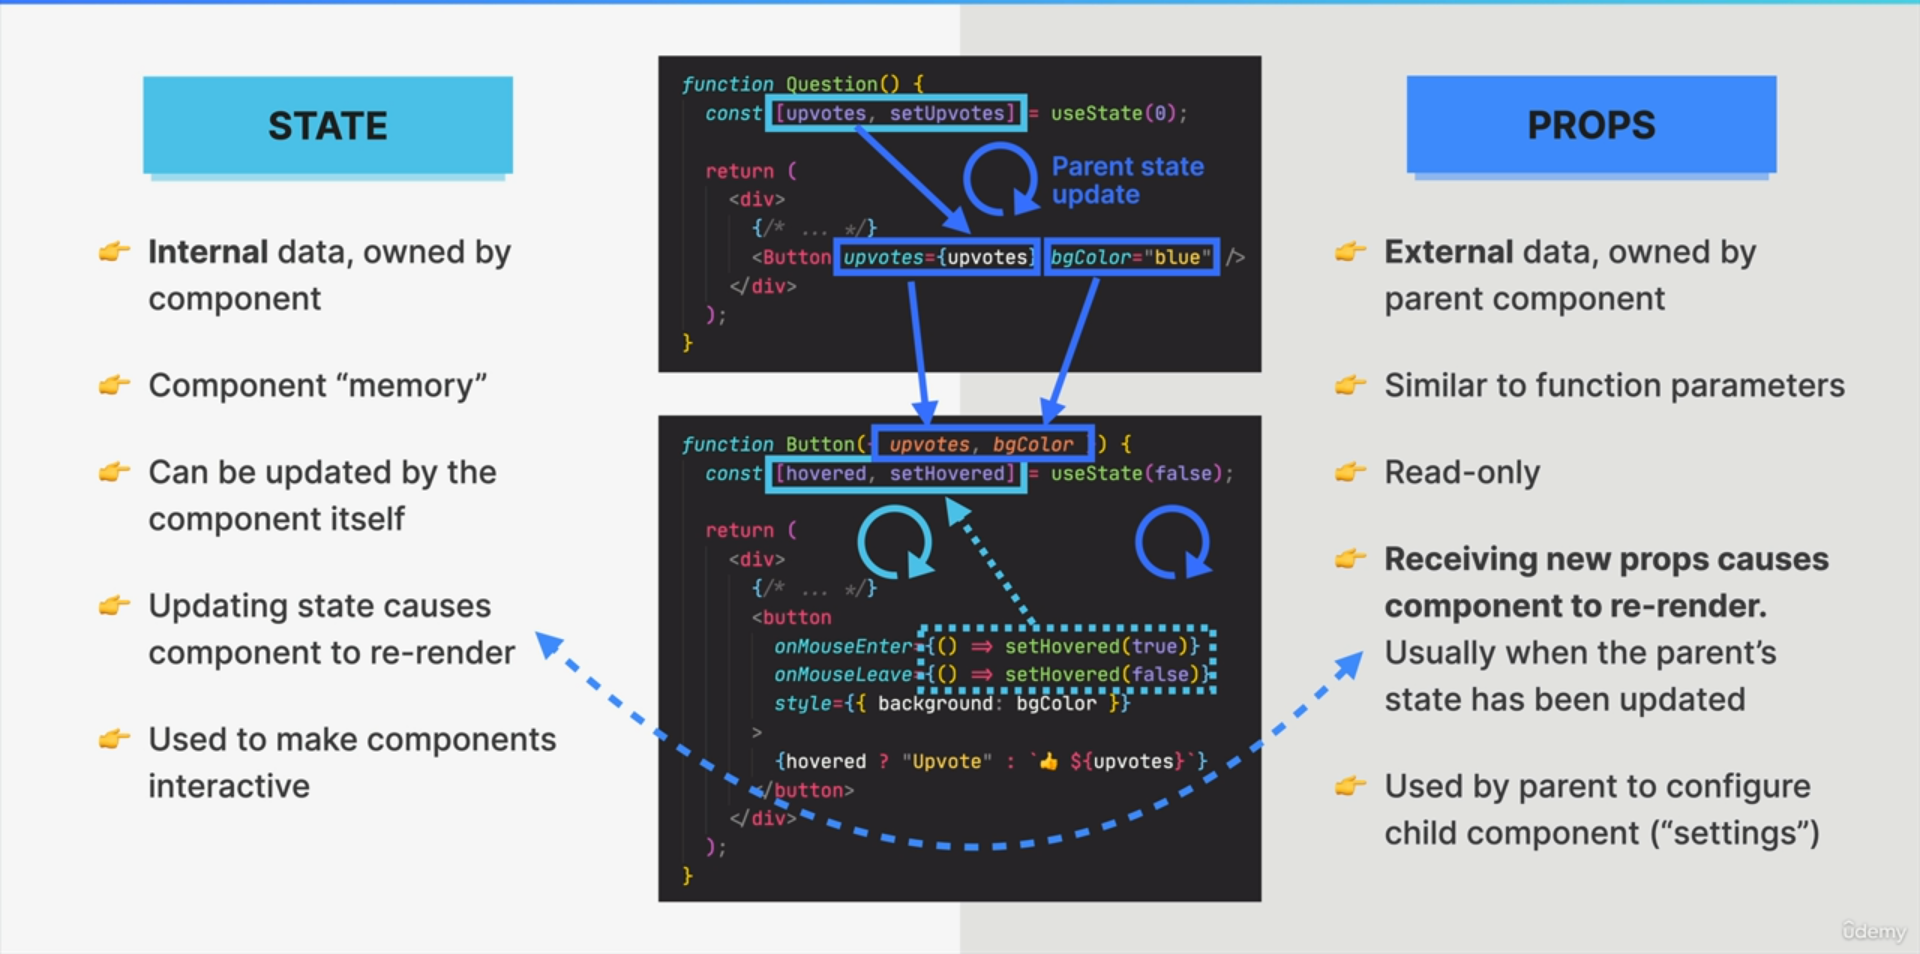 STATE
Internal data, owned by
component
Component “memory”
Can be updated by the
component itself
Updating state causes
component to re-render
Used to make components
interactive
function Question() {
const [upvotes, setUpvotes] = useState(0);
return (
<div>
{/* ... */}
<Button upvotes={upvotes} bgColor="blue" />
</div>
);
}
Parent state
update
function Button({ upvotes, bgColor }) {
const [hovered, setHovered] = useState(false);
return (
<div>
{/* ... */}
<button
onMouseEnter={() => setHovered(true)}
onMouseLeave={() => setHovered(false)}
style={{ background: bgColor }}
>
{hovered ? "Upvote" : `👍 ${upvotes}`}
</button>
</div>
);
}
PROPS
External data, owned by
parent component
Similar to function parameters
Read-only
Receiving new props causes
component to re-render.
Usually when the parent’s
state has been updated
Used by parent to configure
child component (“settings”)
ûdemy